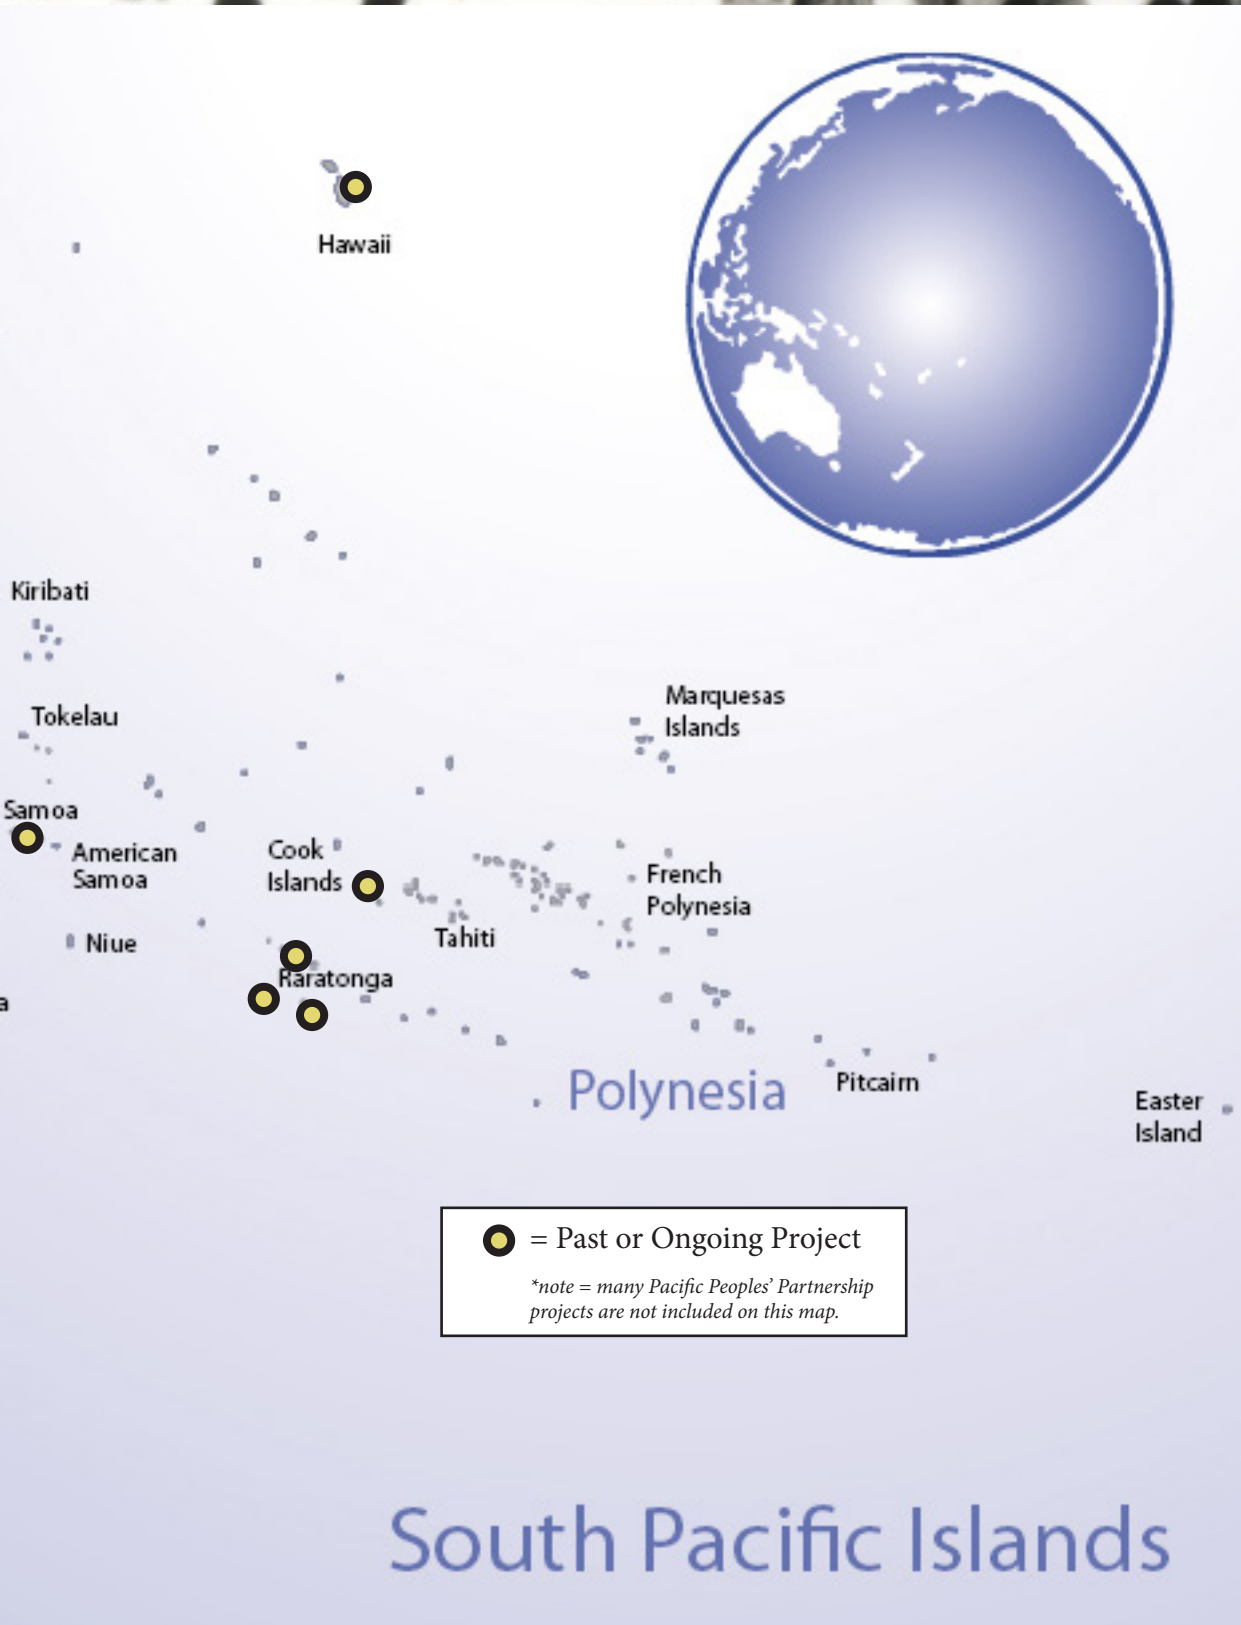 Hawaii
Kiribati
Tokelau
Marquesas
Islands
Samoa
American
Samoa
Cook
Islands
French
Polynesia
Niue
Tahiti
Raratonga
a
Polynesia
Pitcairn
Easter
Island
= Past or Ongoing Project
*note = many Pacific Peoples' Partnership
projects are not included on this map.
South Pacific Islands